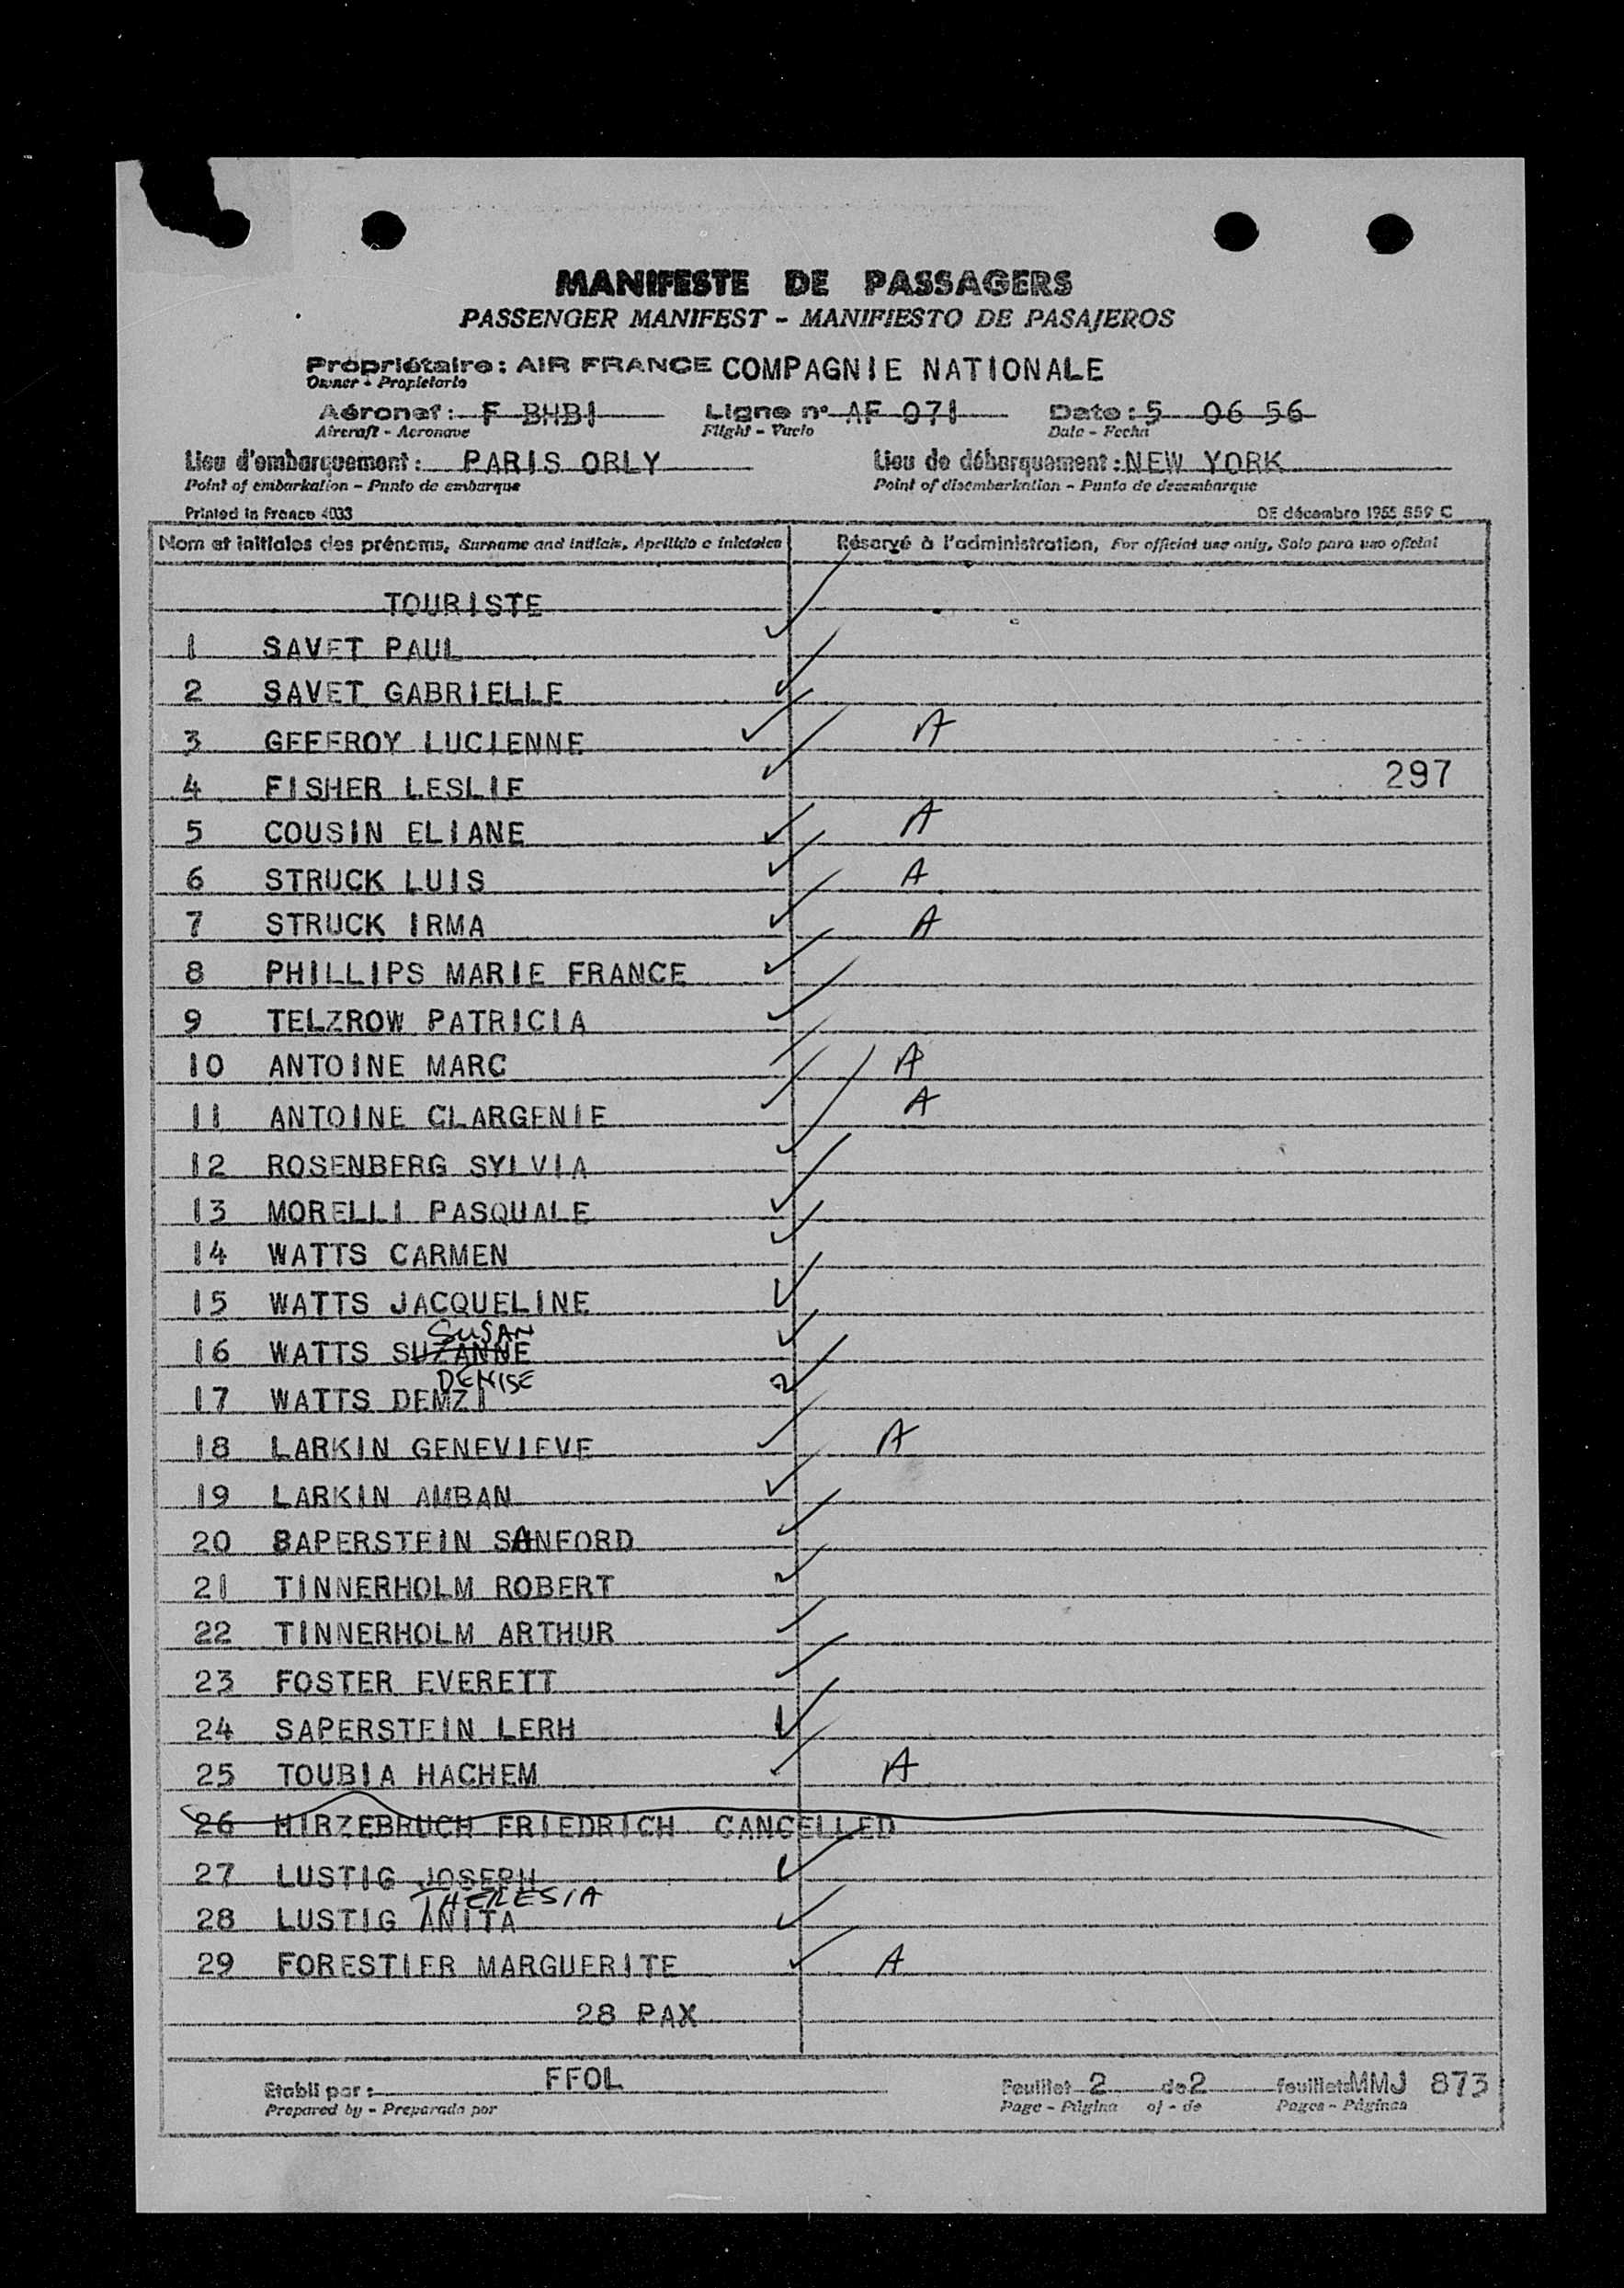 MANIFESTE DE PASSAGERS
PASSENGER MANIFEST - MANIFIESTO DE PASAJEROS
Propriétaire: AIR FRANCE COMPAGNIE NATIONALE
Owner - Propietario
Aéronef: F BHBI Ligne n° AF 071 Date: 5 06 56
Aircraft - Aeronave Flight - Vuelo Date - Fecha
Lieu d'embarquement: PARIS ORLY Lieu de débarquement: NEW YORK
Point of embarkation - Punto de embarque Point of disembarkation - Punto de desembarque
Printed in France 4033 DE décembre 1955 559 C
Nom et initiales des prénoms, Surname and initials, Apellido e iniciales Réservé à l'administration, For official use only, Solo para uso oficial
TOURISTE
1 SAVET PAUL
2 SAVET GABRIELLE
3 GEFFROY LUCIENNE A
4 FISHER LESLIE 297
5 COUSIN ELIANE A
6 STRUCK LUIS A
7 STRUCK IRMA A
8 PHILLIPS MARIE FRANCE
9 TELZROW PATRICIA
10 ANTOINE MARC A
11 ANTOINE CLARGENIE A
12 ROSENBERG SYLVIA
13 MORELLI PASQUALE
14 WATTS CARMEN
15 WATTS JACQUELINE
SUSAN
16 WATTS SUZANNE
DENISE
17 WATTS DEMZI
18 LARKIN GENEVIEVE A
19 LARKIN AMBAN
20 SAPERSTEIN SANFORD
21 TINNERHOLM ROBERT
22 TINNERHOLM ARTHUR
23 FOSTER EVERETT
24 SAPERSTEIN LERH
25 TOUBIA HACHEM A
26 HIRZEBRUCH FRIEDRICH CANCELLED
27 LUSTIG JOSEPH
THERESIA
28 LUSTIG ANITA
29 FORESTIER MARGUERITE A
28 PAX
Etabli par: FFOL Feuillet 2 de 2 feuillets MMJ 873
Prepared by - Preparado por Page - Página of - de Pages - Páginas